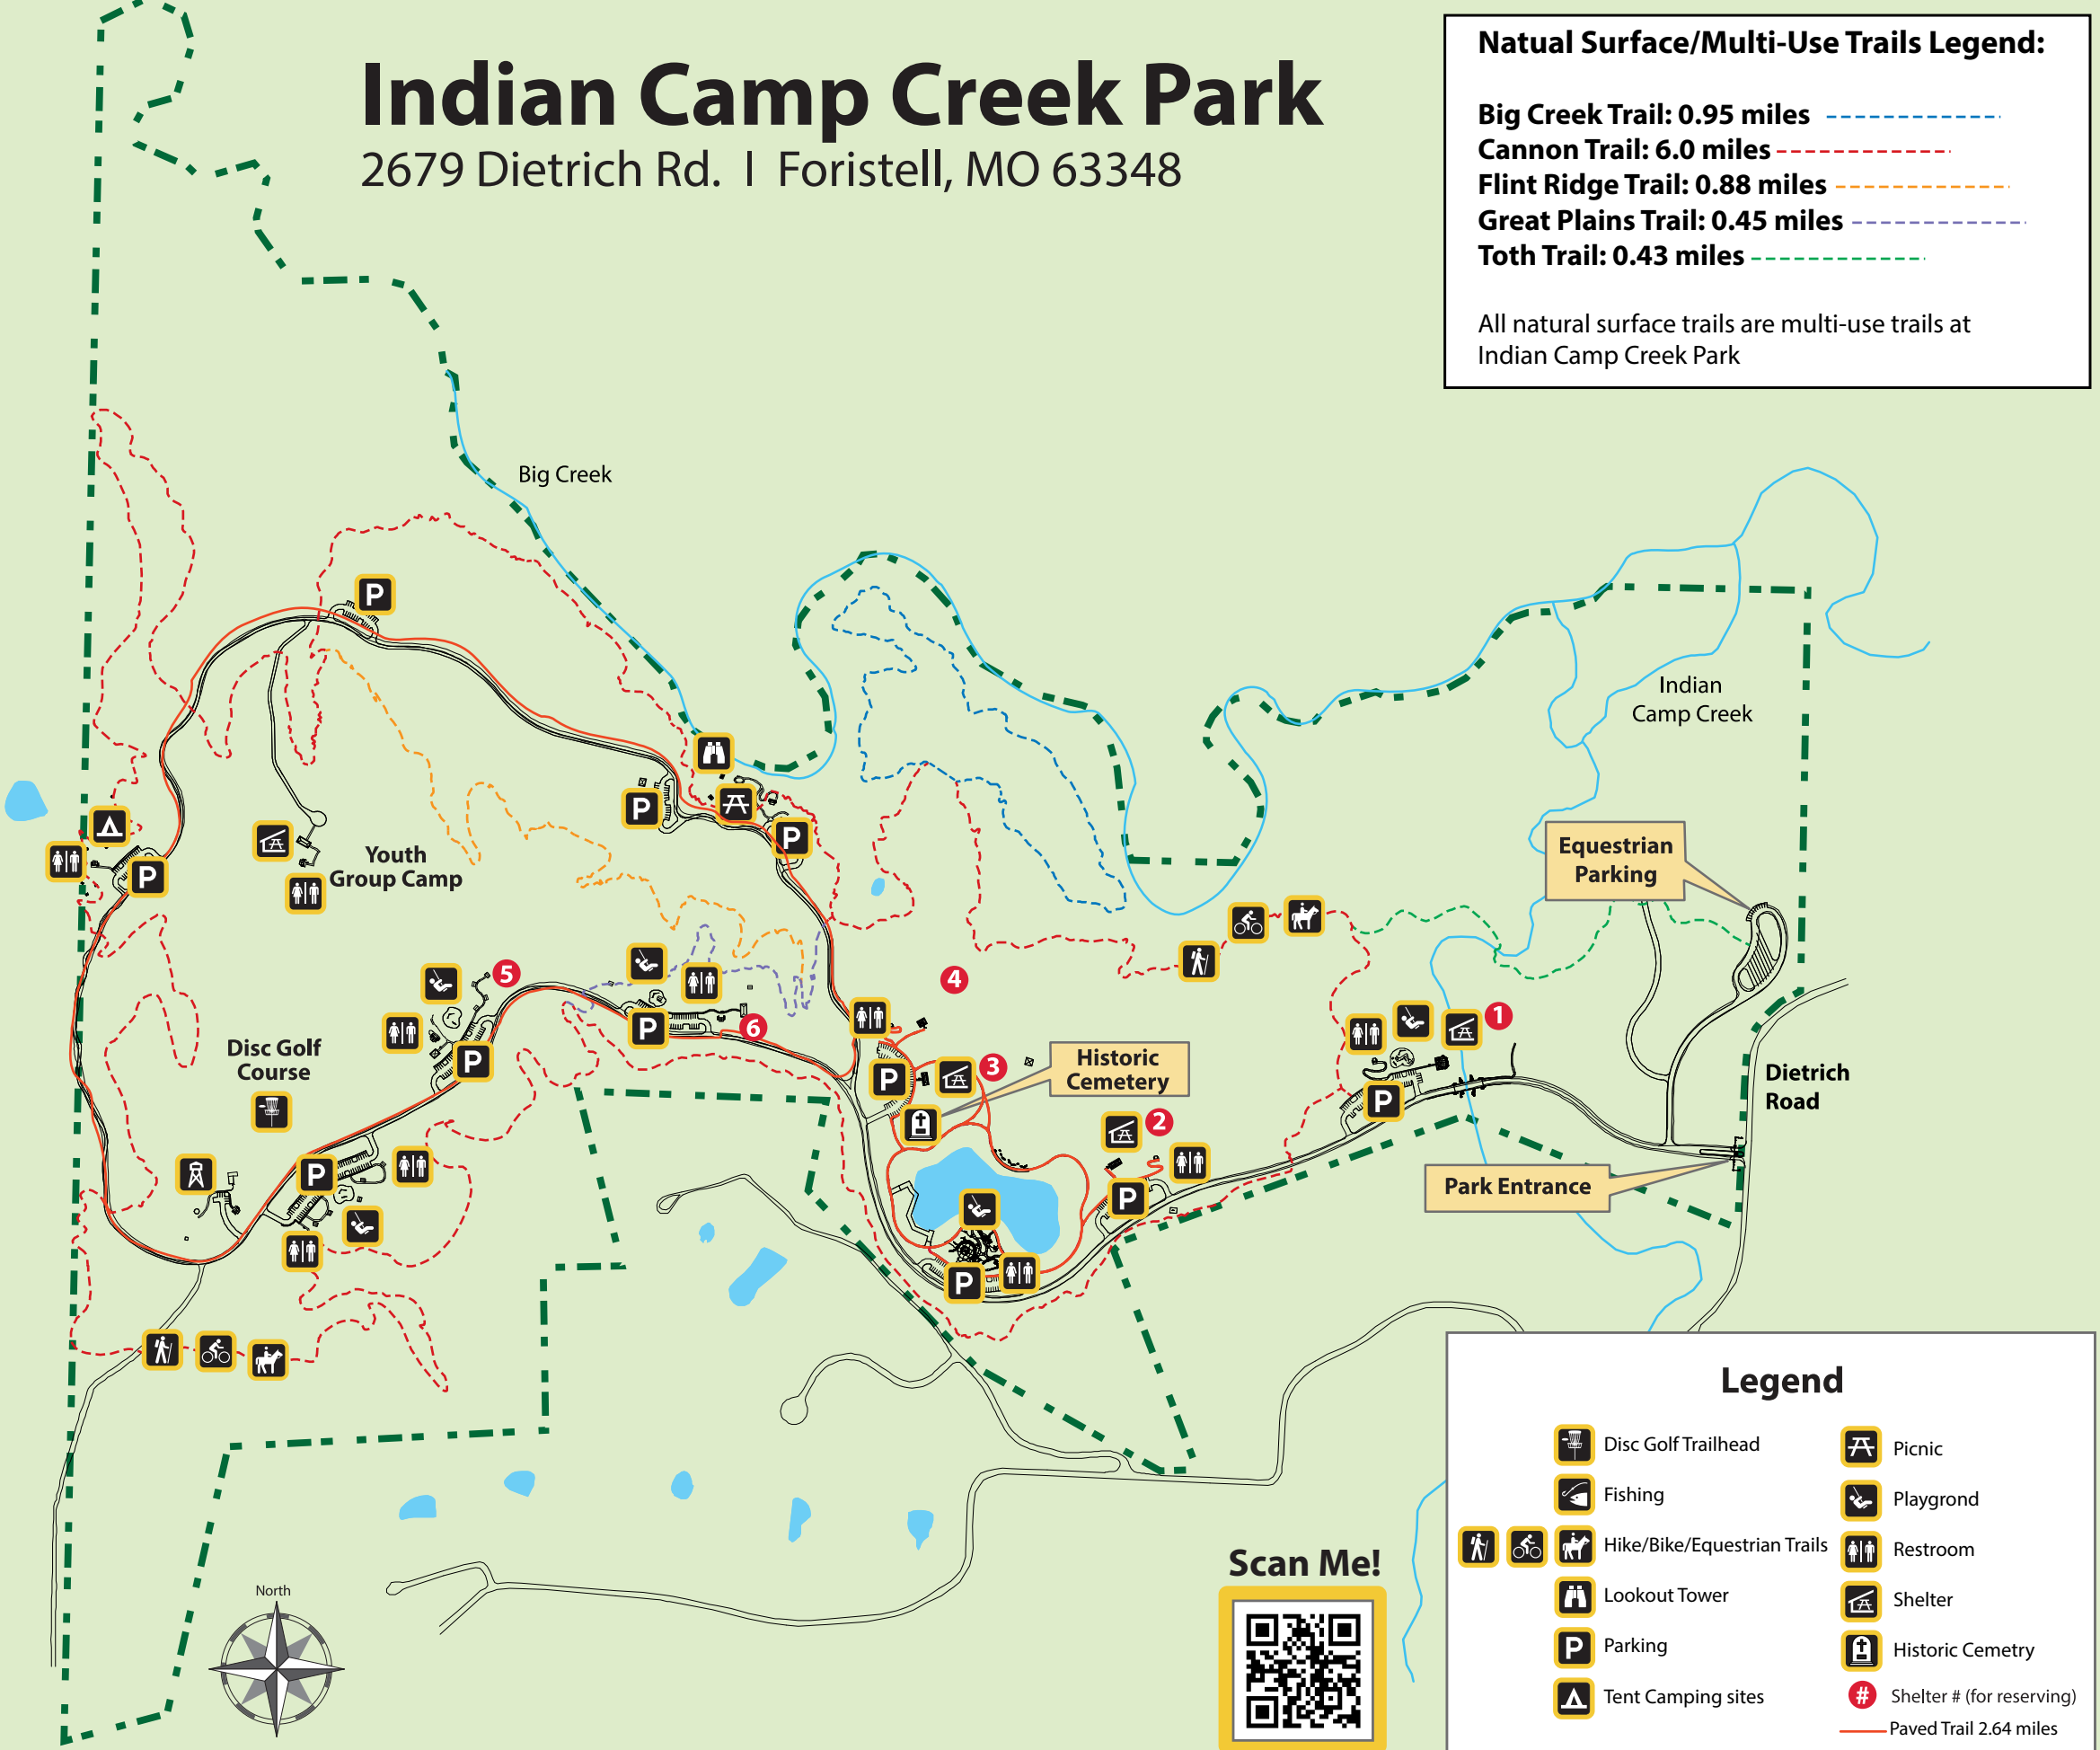 Indian Camp Creek Park
2679 Dietrich Rd. | Foristell, MO 63348
Natual Surface/Multi-Use Trails Legend:
Big Creek Trail: 0.95 miles
Cannon Trail: 6.0 miles
Flint Ridge Trail: 0.88 miles
Great Plains Trail: 0.45 miles
Toth Trail: 0.43 miles
All natural surface trails are multi-use trails at
Indian Camp Creek Park
Big Creek
P
Indian
Camp Creek
P
P
Equestrian
Parking
Youth
Group Camp
P
5
4
6
P
1
Disc Golf
Course
P
P
3
Historic
Cemetery
Dietrich
Road
P
2
P
P
Park Entrance
P
Legend
Disc Golf Trailhead
Picnic
Fishing
Playgrond
Hike/Bike/Equestrian Trails
Restroom
Lookout Tower
Shelter
P
Parking
Historic Cemetry
Tent Camping sites
# Shelter # (for reserving)
Paved Trail 2.64 miles
Scan Me!
North